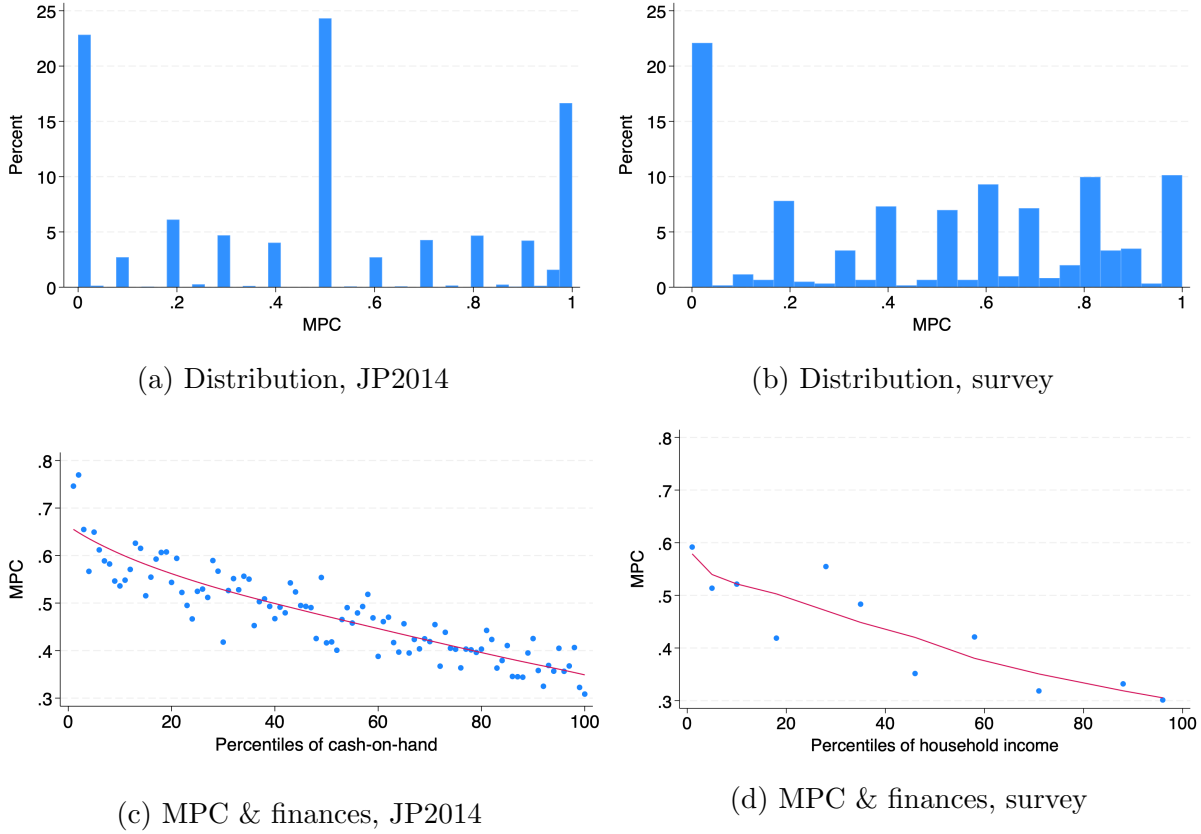 25
20
15
10
5
0
Percent
0 .2 .4 .6 .8 1
MPC
(a) Distribution, JP2014
25
20
15
10
5
0
Percent
0 .2 .4 .6 .8 1
MPC
(b) Distribution, survey
.8
.7
.6
.5
.4
.3
MPC
0 20 40 60 80 100
Percentiles of cash-on-hand
(c) MPC & finances, JP2014
.8
.7
.6
.5
.4
.3
MPC
0 20 40 60 80 100
Percentiles of household income
(d) MPC & finances, survey